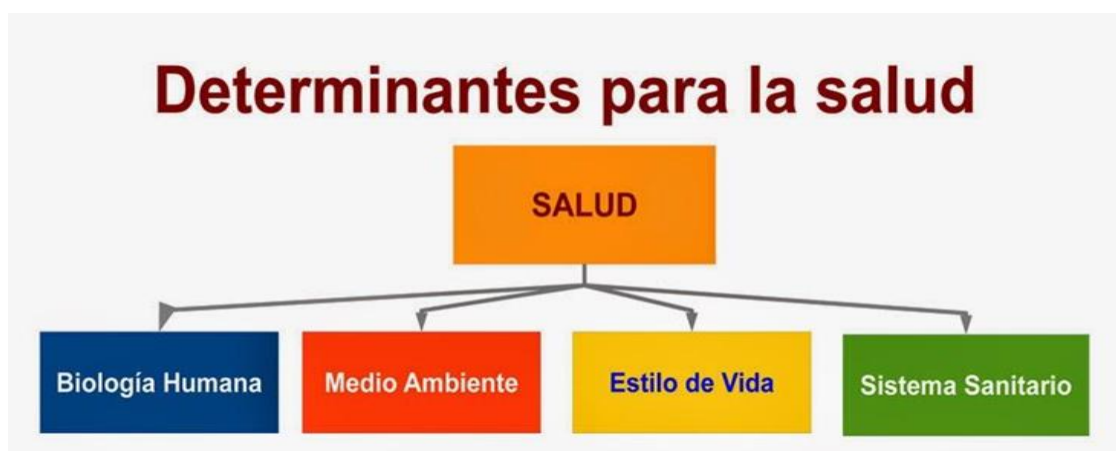 Determinantes para la salud
SALUD
Biología Humana
Medio Ambiente
Estilo de Vida
Sistema Sanitario